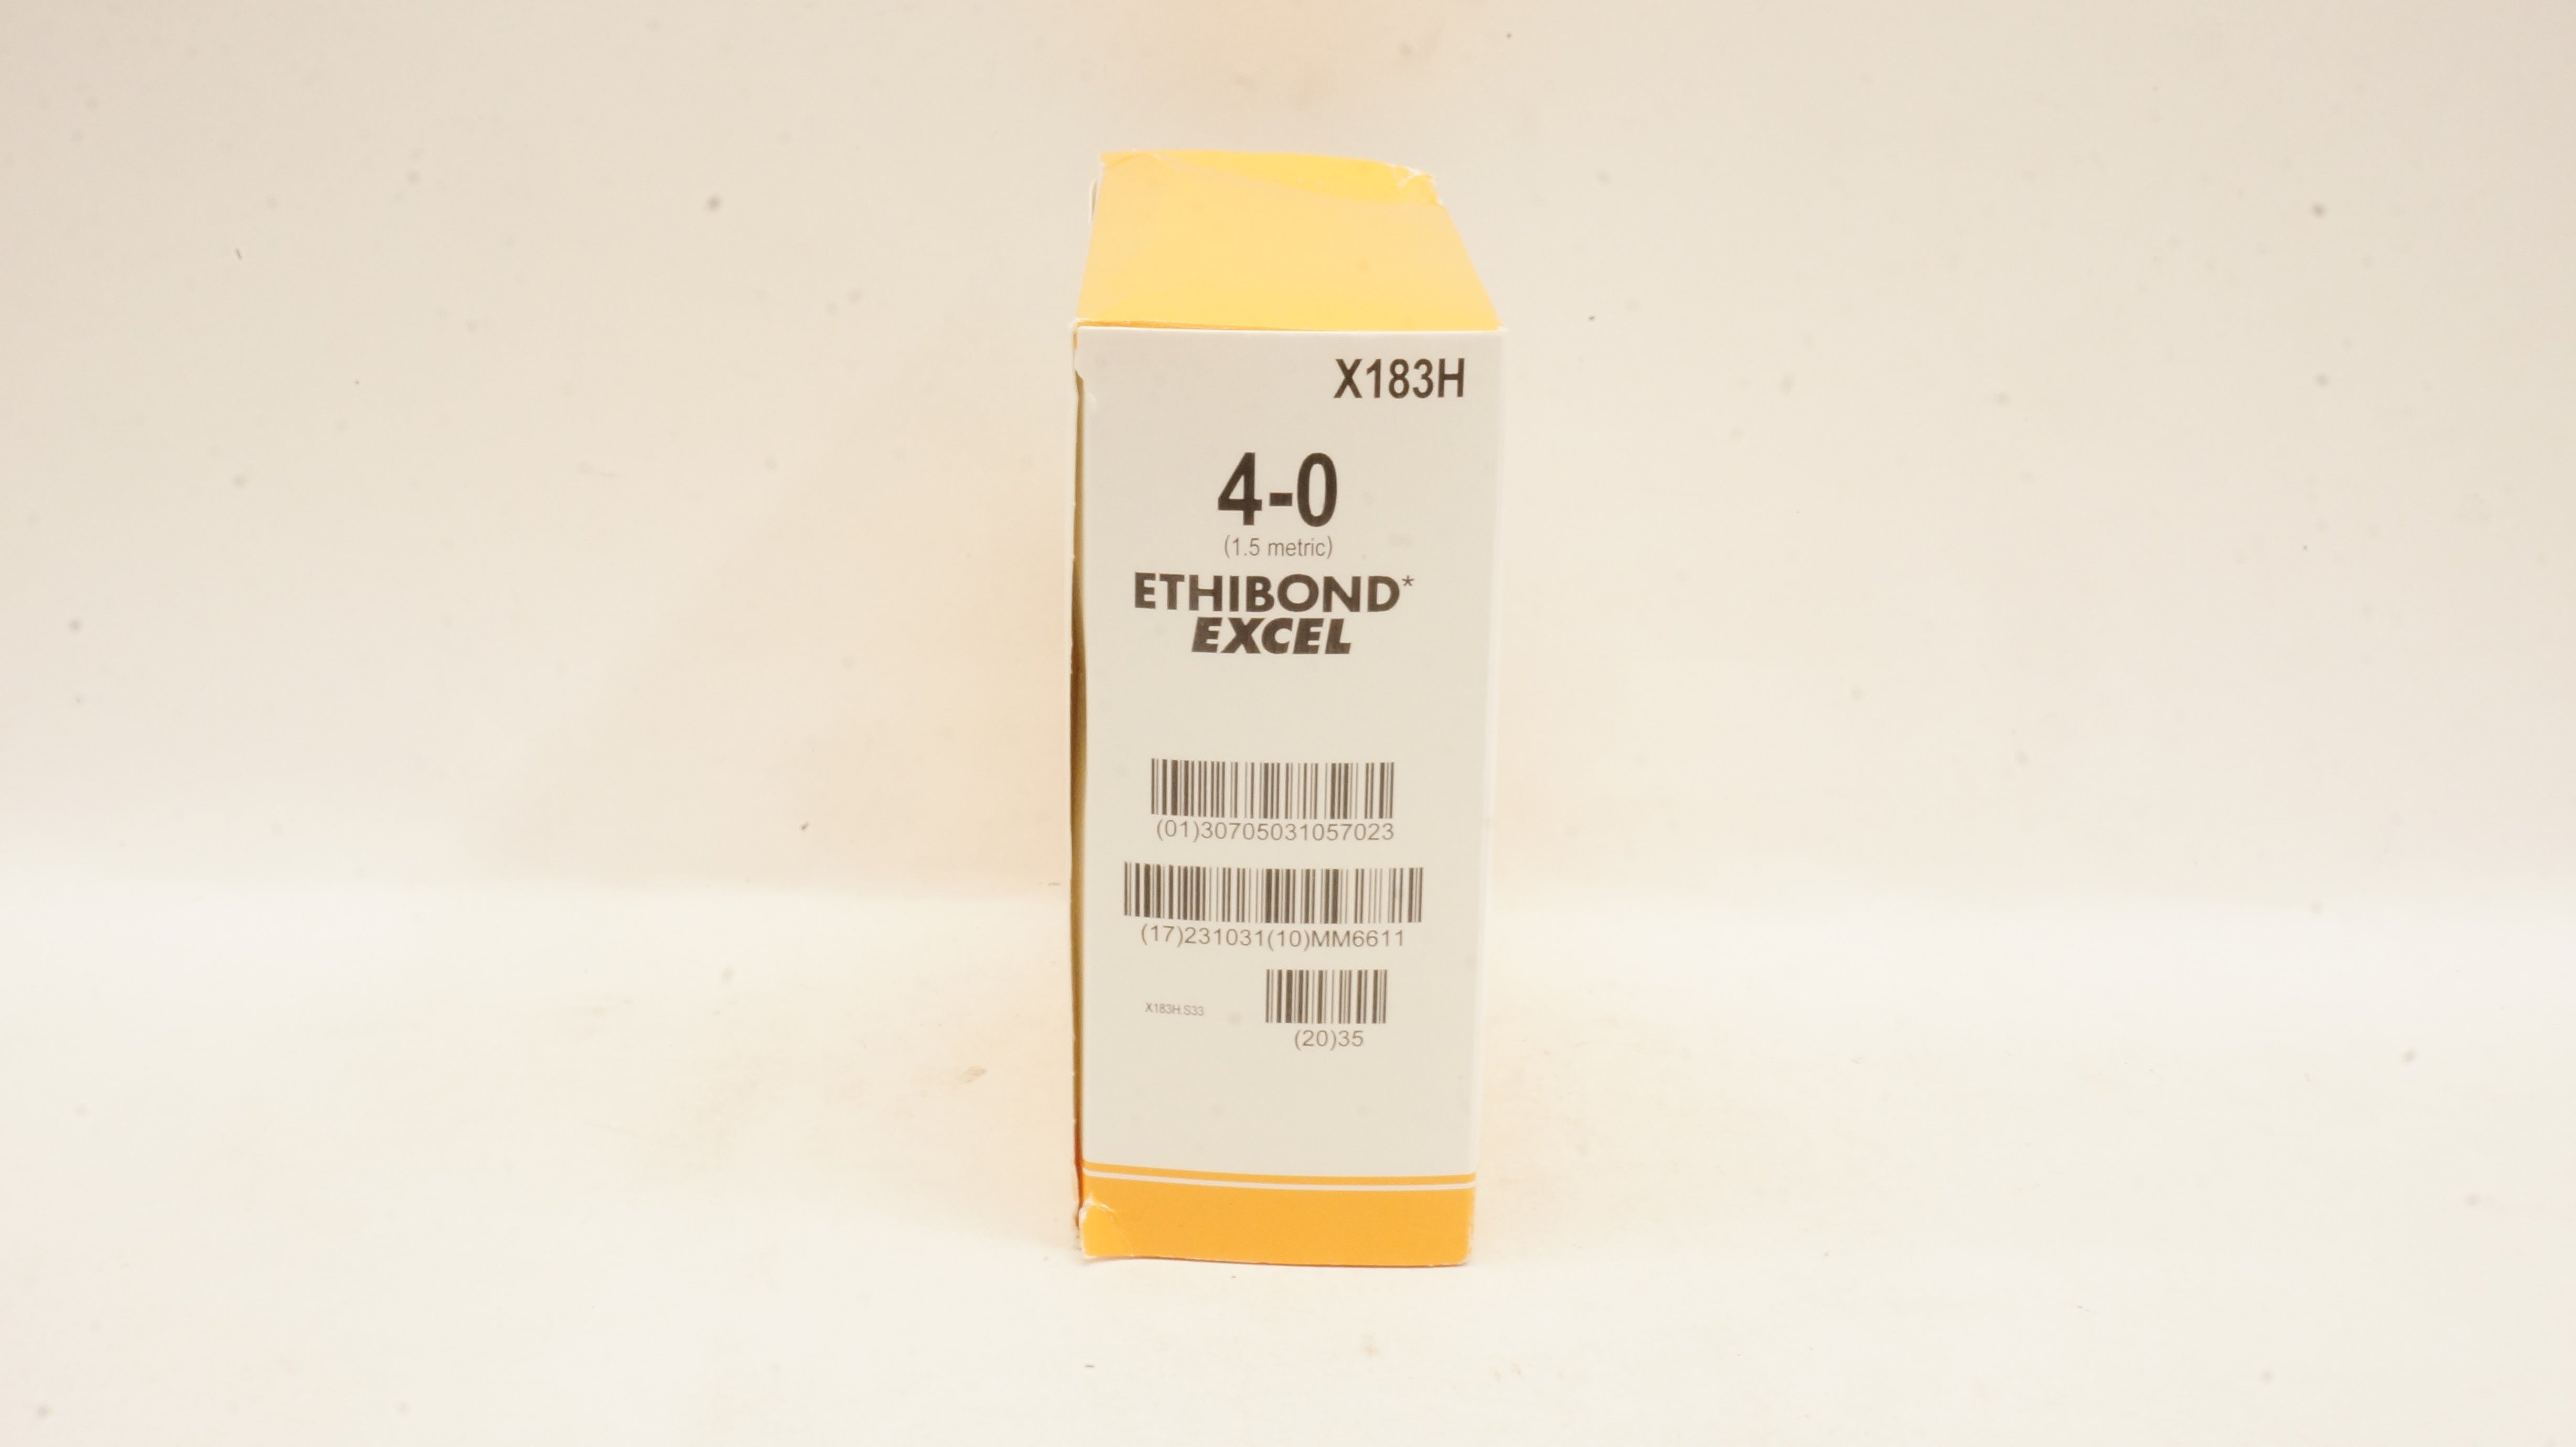 X183H
4-0
(1.5 metric)
ETHIBOND*
EXCEL
(01)30705031057023
(17)231031(10)MM6611
X183H.S33
(20)35